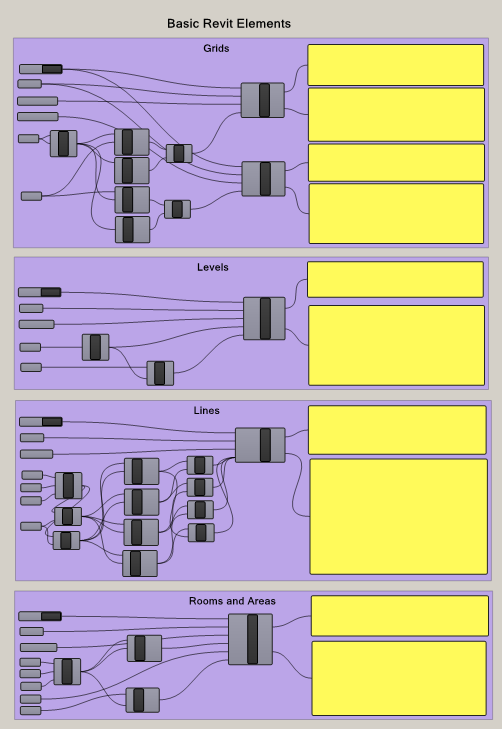 Basic Revit Elements
Grids
Levels
Lines
Rooms and Areas